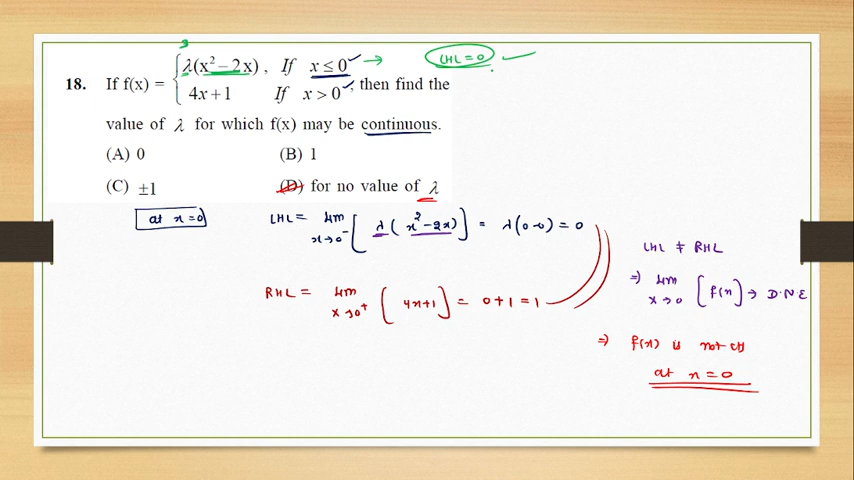 3
18. If f(x) = { λ(x² − 2x) , If x ≤ 0 → LHL = 0
4x + 1 If x > 0 , then find the
value of λ for which f(x) may be continuous.
(A) 0 (B) 1
(C) ±1 (D) for no value of λ
at x = 0
LHL = lim x→0⁻ [ λ ( x² − 2x ) ] = λ(0−0) = 0
RHL = lim x→0⁺ [ 4x+1 ] = 0 + 1 = 1
LHL ≠ RHL
⇒ lim x→0 [ f(x) ] → D.N.E
⇒ f(x) is not cts
at x = 0